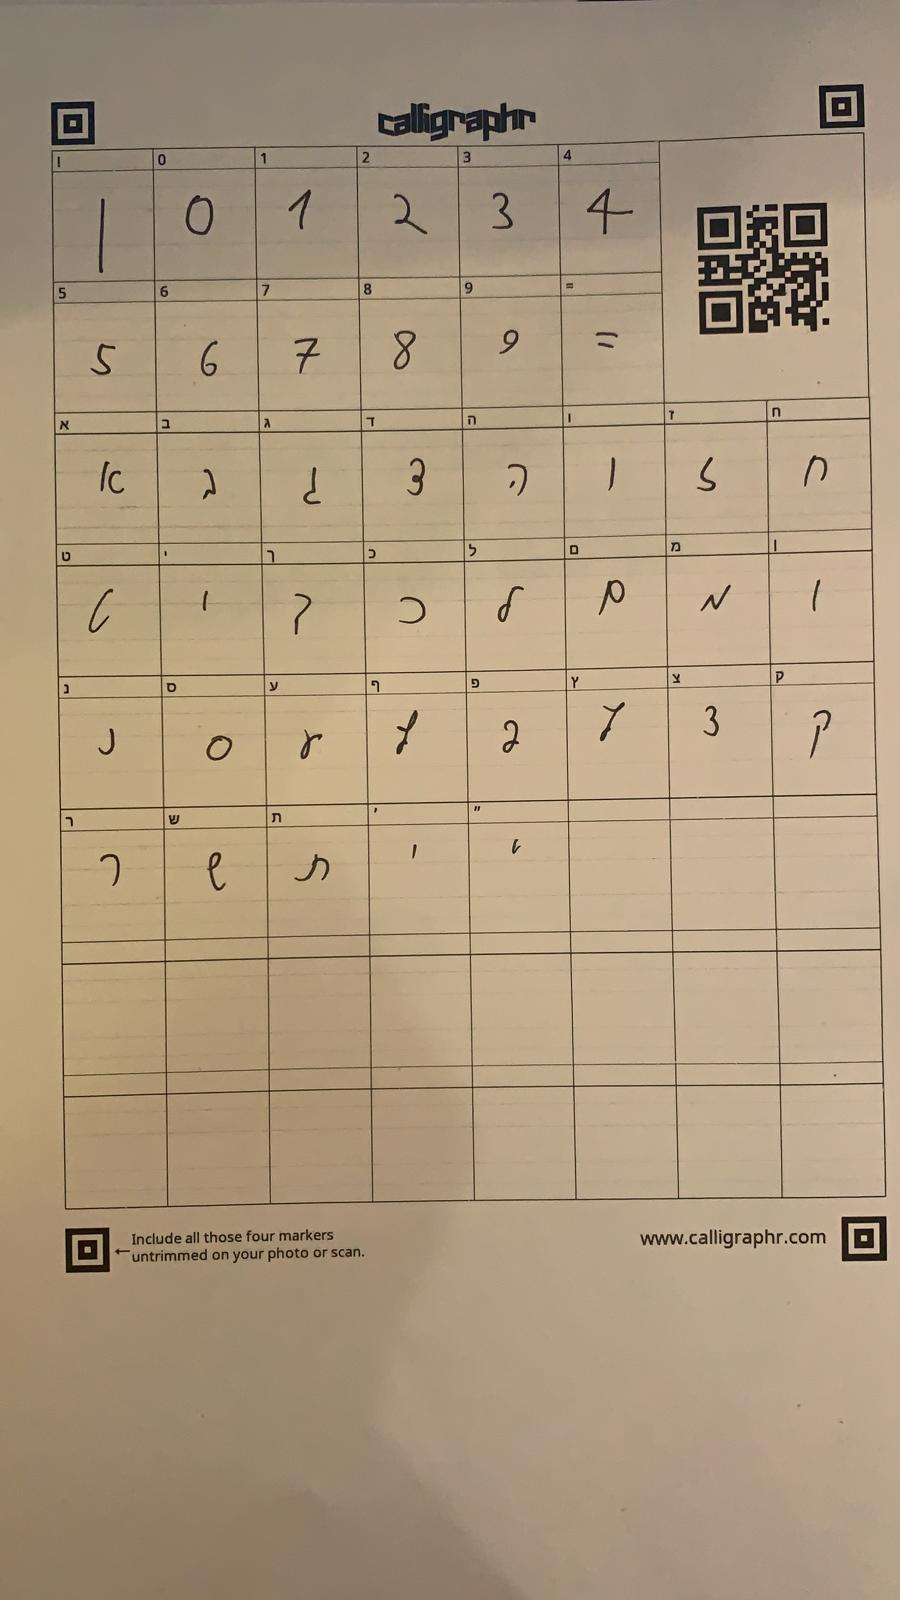 calligraphr
! 0 1 2 3 4
| 0 1 2 3 4
5 6 7 8 9 =
5 6 7 8 9 =
א ב ג ד ה ו ז ח
א ב ג ד ה ו ז ח
ט י ך כ ל ם מ ן
ט י ך כ ל ם מ ן
נ ס ע ף פ ץ צ ק
נ ס ע ף פ ץ צ ק
ר ש ת ׳ ״
ר ש ת ׳ ״
Include all those four markers
←untrimmed on your photo or scan.
www.calligraphr.com